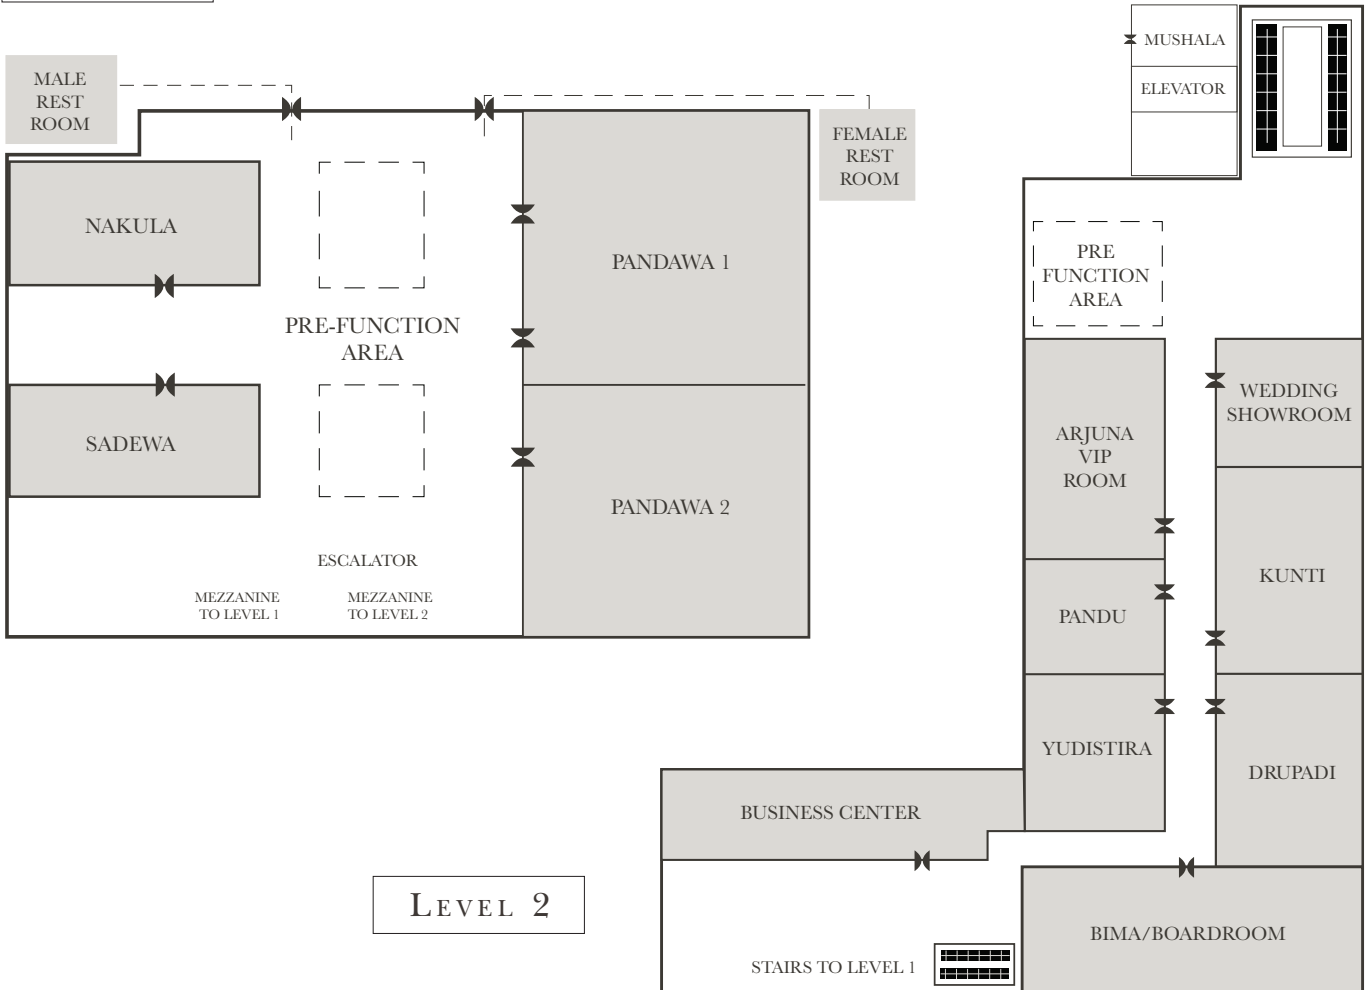 MALE
REST
ROOM
NAKULA
SADEWA
PRE-FUNCTION
AREA
PANDAWA 1
PANDAWA 2
FEMALE
REST
ROOM
ESCALATOR
MEZZANINE
TO LEVEL 1
MEZZANINE
TO LEVEL 2
MUSHALA
ELEVATOR
PRE
FUNCTION
AREA
WEDDING
SHOWROOM
ARJUNA
VIP
ROOM
KUNTI
PANDU
YUDISTIRA
DRUPADI
BUSINESS CENTER
LEVEL 2
BIMA/BOARDROOM
STAIRS TO LEVEL 1